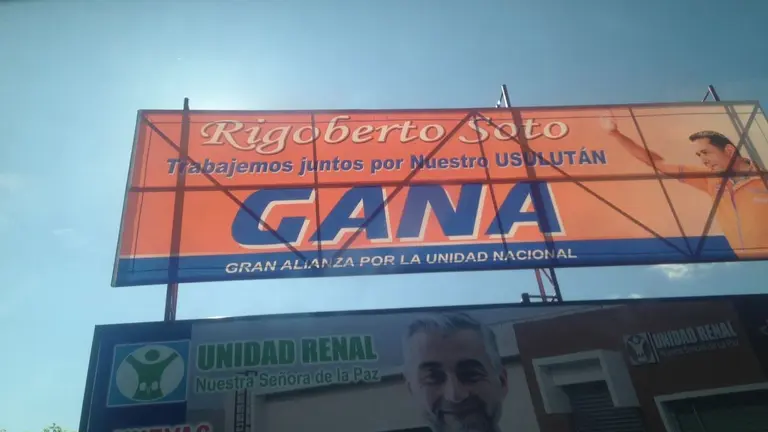 Rigoberto Soto
Trabajemos juntos por Nuestro USULUTÁN
GANA
GRAN ALIANZA POR LA UNIDAD NACIONAL
UNIDAD RENAL
Nuestra Señora de la Paz
UNIDAD RENAL